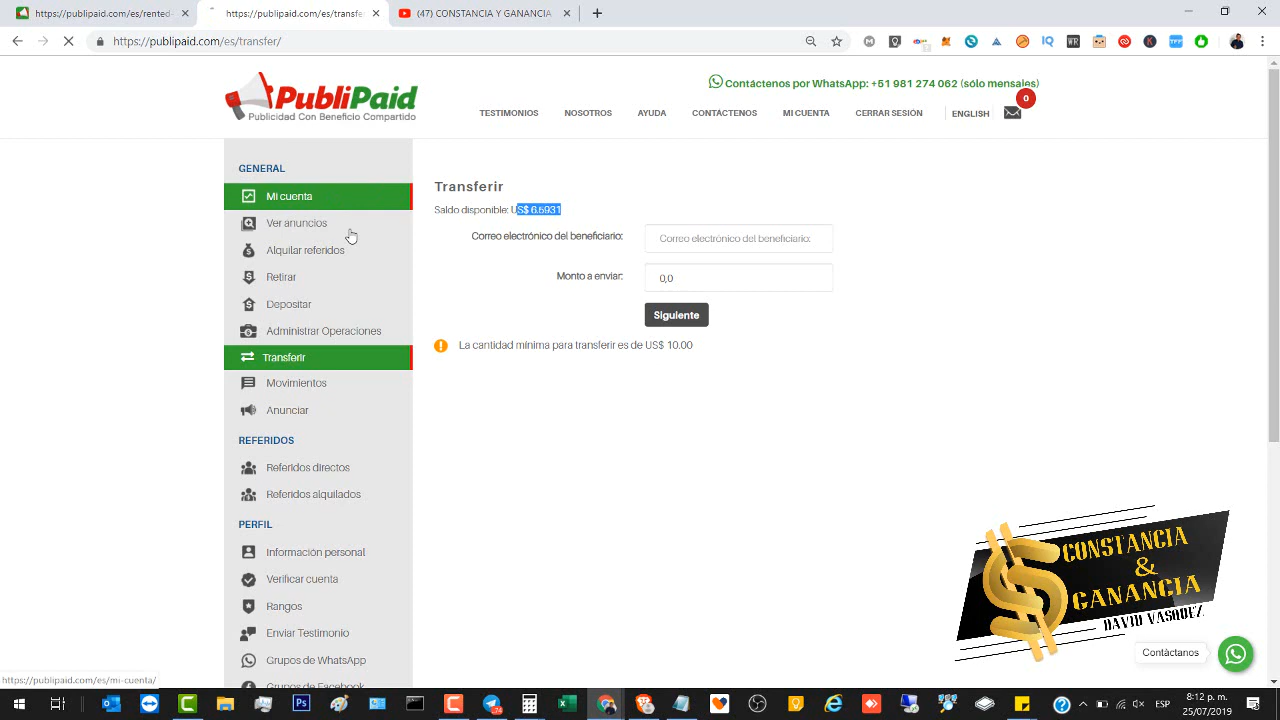 https://publipaid.com/es/rented-
https://publipaid.com/es/transfer/
(47) CONSTANCIA Y GANANCIA
https://publipaid.com/es/transfer/
PubliPaid
Publicidad Con Beneficio Compartido
Contáctenos por WhatsApp: +51 981 274 062 (sólo mensajes)
0
TESTIMONIOS
NOSOTROS
AYUDA
CONTÁCTENOS
MI CUENTA
CERRAR SESIÓN
ENGLISH
GENERAL
Mi cuenta
Ver anuncios
Alquilar referidos
Retirar
Depositar
Administrar Operaciones
Transferir
Movimientos
Anunciar
REFERIDOS
Referidos directos
Referidos alquilados
PERFIL
Información personal
Verificar cuenta
Rangos
Enviar Testimonio
Grupos de WhatsApp
Grupos de Facebook
Transferir
Saldo disponible: US$ 6.5931
Correo electrónico del beneficiario:
Correo electrónico del beneficiario:
Monto a enviar:
0,0
Siguiente
La cantidad mínima para transferir es de US$ 10.00
CONSTANCIA
&
GANANCIA
DAVID VASQUEZ
Contáctanos
https://publipaid.com/es/mi-cuenta/
ESP
8:12 p. m.
25/07/2019